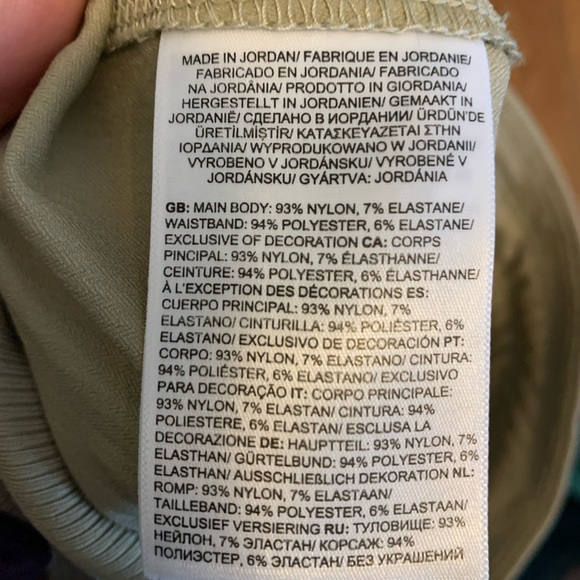 MADE IN JORDAN/ FABRIQUE EN JORDANIE/
FABRICADO EN JORDANIA/ FABRICADO
NA JORDÂNIA/ PRODOTTO IN GIORDANIA/
HERGESTELLT IN JORDANIEN/ GEMAAKT IN
JORDANIË/ СДЕЛАНО В ИОРДАНИИ/ ÜRDÜN'DE
ÜRETİLMİŞTİR/ ΚΑΤΑΣΚΕΥΑΖΕΤΑΙ ΣΤΗΝ
ΙΟΡΔΑΝΙΑ/ WYPRODUKOWANO W JORDANII/
VYROBENO V JORDÁNSKU/ VYROBENÉ V
JORDÁNSKU/ GYÁRTVA: JORDÁNIA
GB: MAIN BODY: 93% NYLON, 7% ELASTANE/
WAISTBAND: 94% POLYESTER, 6% ELASTANE/
EXCLUSIVE OF DECORATION CA: CORPS
PINCIPAL: 93% NYLON, 7% ÉLASTHANNE/
CEINTURE: 94% POLYESTER, 6% ÉLASTHANNE/
À L'EXCEPTION DES DÉCORATIONS ES:
CUERPO PRINCIPAL: 93% NYLON, 7%
ELASTANO/ CINTURILLA: 94% POLIÉSTER, 6%
ELASTANO/ EXCLUSIVO DE DECORACIÓN PT:
CORPO: 93% NYLON, 7% ELASTANO/ CINTURA:
94% POLIÉSTER, 6% ELASTANO/ EXCLUSIVO
PARA DECORAÇÃO IT: CORPO PRINCIPALE:
93% NYLON, 7% ELASTAN/ CINTURA: 94%
POLIESTERE, 6% ELASTAN/ ESCLUSA LA
DECORAZIONE DE: HAUPTTEIL: 93% NYLON, 7%
ELASTHAN/ GÜRTELBUND: 94% POLYESTER, 6%
ELASTHAN/ AUSSCHLIEßLICH DEKORATION NL:
ROMP: 93% NYLON, 7% ELASTAAN/
TAILLEBAND: 94% POLYESTER, 6% ELASTAAN/
EXCLUSIEF VERSIERING RU: ТУЛОВИЩЕ: 93%
НЕЙЛОН, 7% ЭЛАСТАН/ КОРСАЖ: 94%
ПОЛИЭСТЕР, 6% ЭЛАСТАН/ БЕЗ УКРАШЕНИЙ